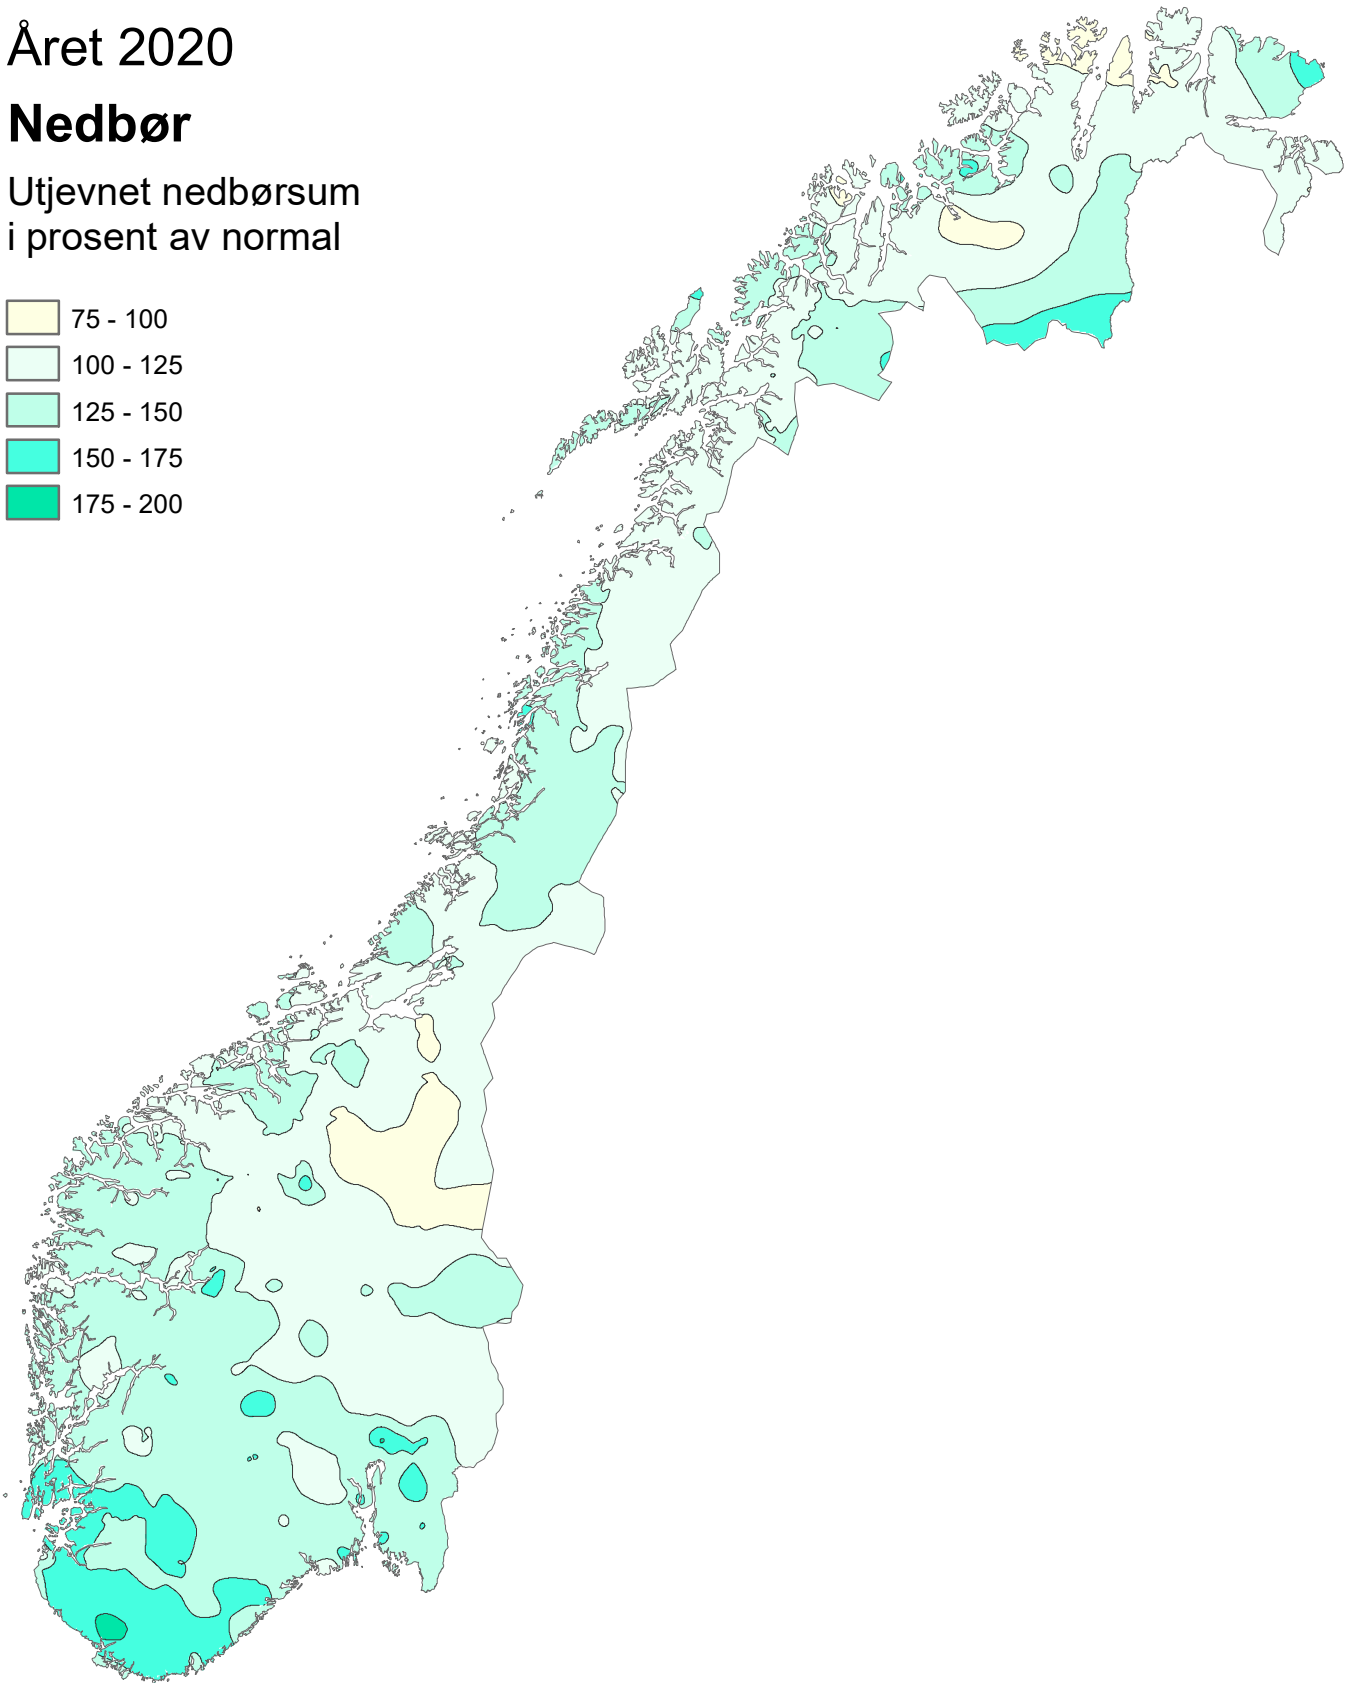 Året 2020
Nedbør
Utjevnet nedbørsum
i prosent av normal
75 - 100
100 - 125
125 - 150
150 - 175
175 - 200